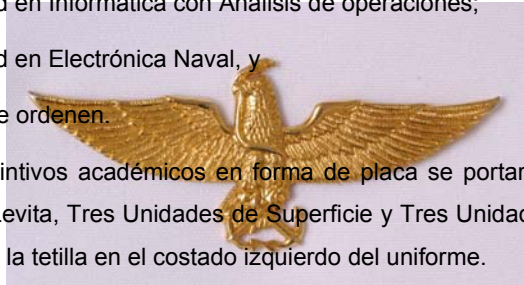 d en Informática con Análisis de operaciones;
d en Electrónica Naval, y
e ordenen.
intivos académicos en forma de placa se portar
Levita, Tres Unidades de Superficie y Tres Unidad
la tetilla en el costado izquierdo del uniforme.